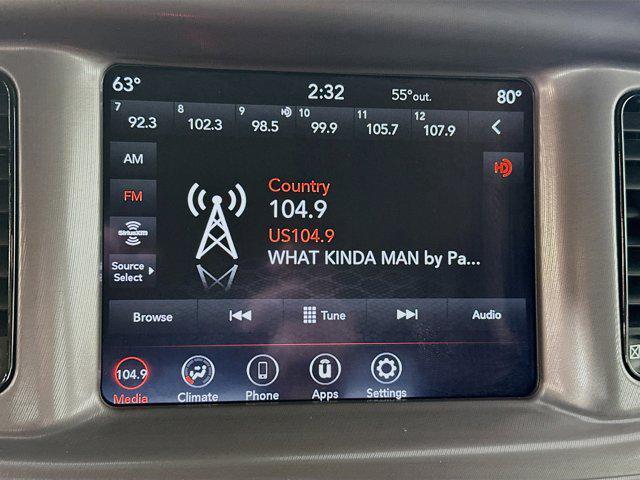 63° 2:32 55°out. 80°
7 92.3 8 102.3 9 98.5 HD 10 99.9 11 105.7 12 107.9
AM
HD
FM
Country
104.9
SiriusXM
US104.9
WHAT KINDA MAN by Pa...
Source
Select
Browse Tune Audio
104.9
Media Climate Phone Apps Settings